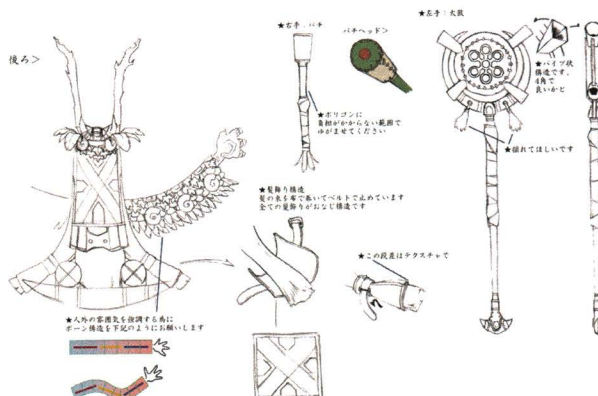 後ろ>
★右手：バチ
バチヘッド>
★左手：太鼓
★パイプ状
構造です。
4角で
良いかと
★ポリゴンに
負担がかからない範囲で
ゆがませてください
★揺れてほしいです
★髪飾り構造
髪の束を布で巻いてベルトで止めています
全ての髪飾りがおなじ構造です
★この段差はテクスチャで
★人外の雰囲気を強調する為に
ボーン構造を下記のようにお願いします